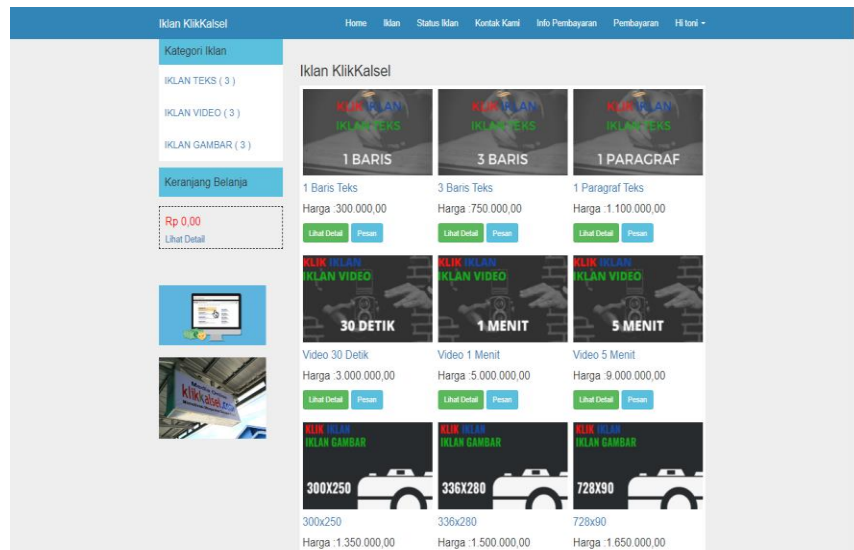 Iklan KlikKalsel
Home Iklan Status Iklan Kontak Kami Info Pembayaran Pembayaran Hi toni
Kategori Iklan
IKLAN TEKS ( 3 )
IKLAN VIDEO ( 3 )
IKLAN GAMBAR ( 3 )
Keranjang Belanja
Rp 0,00
Lihat Detail
klikkalsel.com
Iklan KlikKalsel
KLIK IKLAN
IKLAN TEKS
1 BARIS
KLIK IKLAN
IKLAN TEKS
3 BARIS
KLIK IKLAN
IKLAN TEKS
1 PARAGRAF
1 Baris Teks
3 Baris Teks
1 Paragraf Teks
Harga :300.000,00
Harga :750.000,00
Harga :1.100.000,00
Lihat Detail Pesan
Lihat Detail Pesan
Lihat Detail Pesan
KLIK IKLAN
IKLAN VIDEO
30 DETIK
KLIK IKLAN
IKLAN VIDEO
1 MENIT
KLIK IKLAN
IKLAN VIDEO
5 MENIT
Video 30 Detik
Video 1 Menit
Video 5 Menit
Harga :3.000.000,00
Harga :5.000.000,00
Harga :9.000.000,00
Lihat Detail Pesan
Lihat Detail Pesan
Lihat Detail Pesan
KLIK IKLAN
IKLAN GAMBAR
300X250
KLIK IKLAN
IKLAN GAMBAR
336X280
KLIK IKLAN
IKLAN GAMBAR
728X90
300x250
336x280
728x90
Harga :1.350.000,00
Harga :1.500.000,00
Harga :1.650.000,00